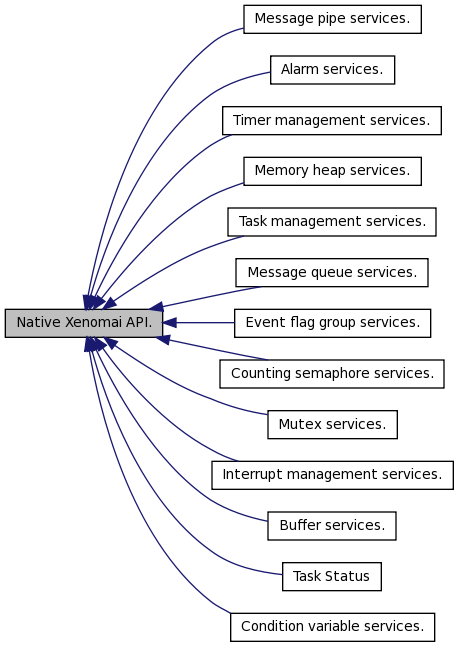 Message pipe services.
Alarm services.
Timer management services.
Memory heap services.
Task management services.
Message queue services.
Native Xenomai API.
Event flag group services.
Counting semaphore services.
Mutex services.
Interrupt management services.
Buffer services.
Task Status
Condition variable services.